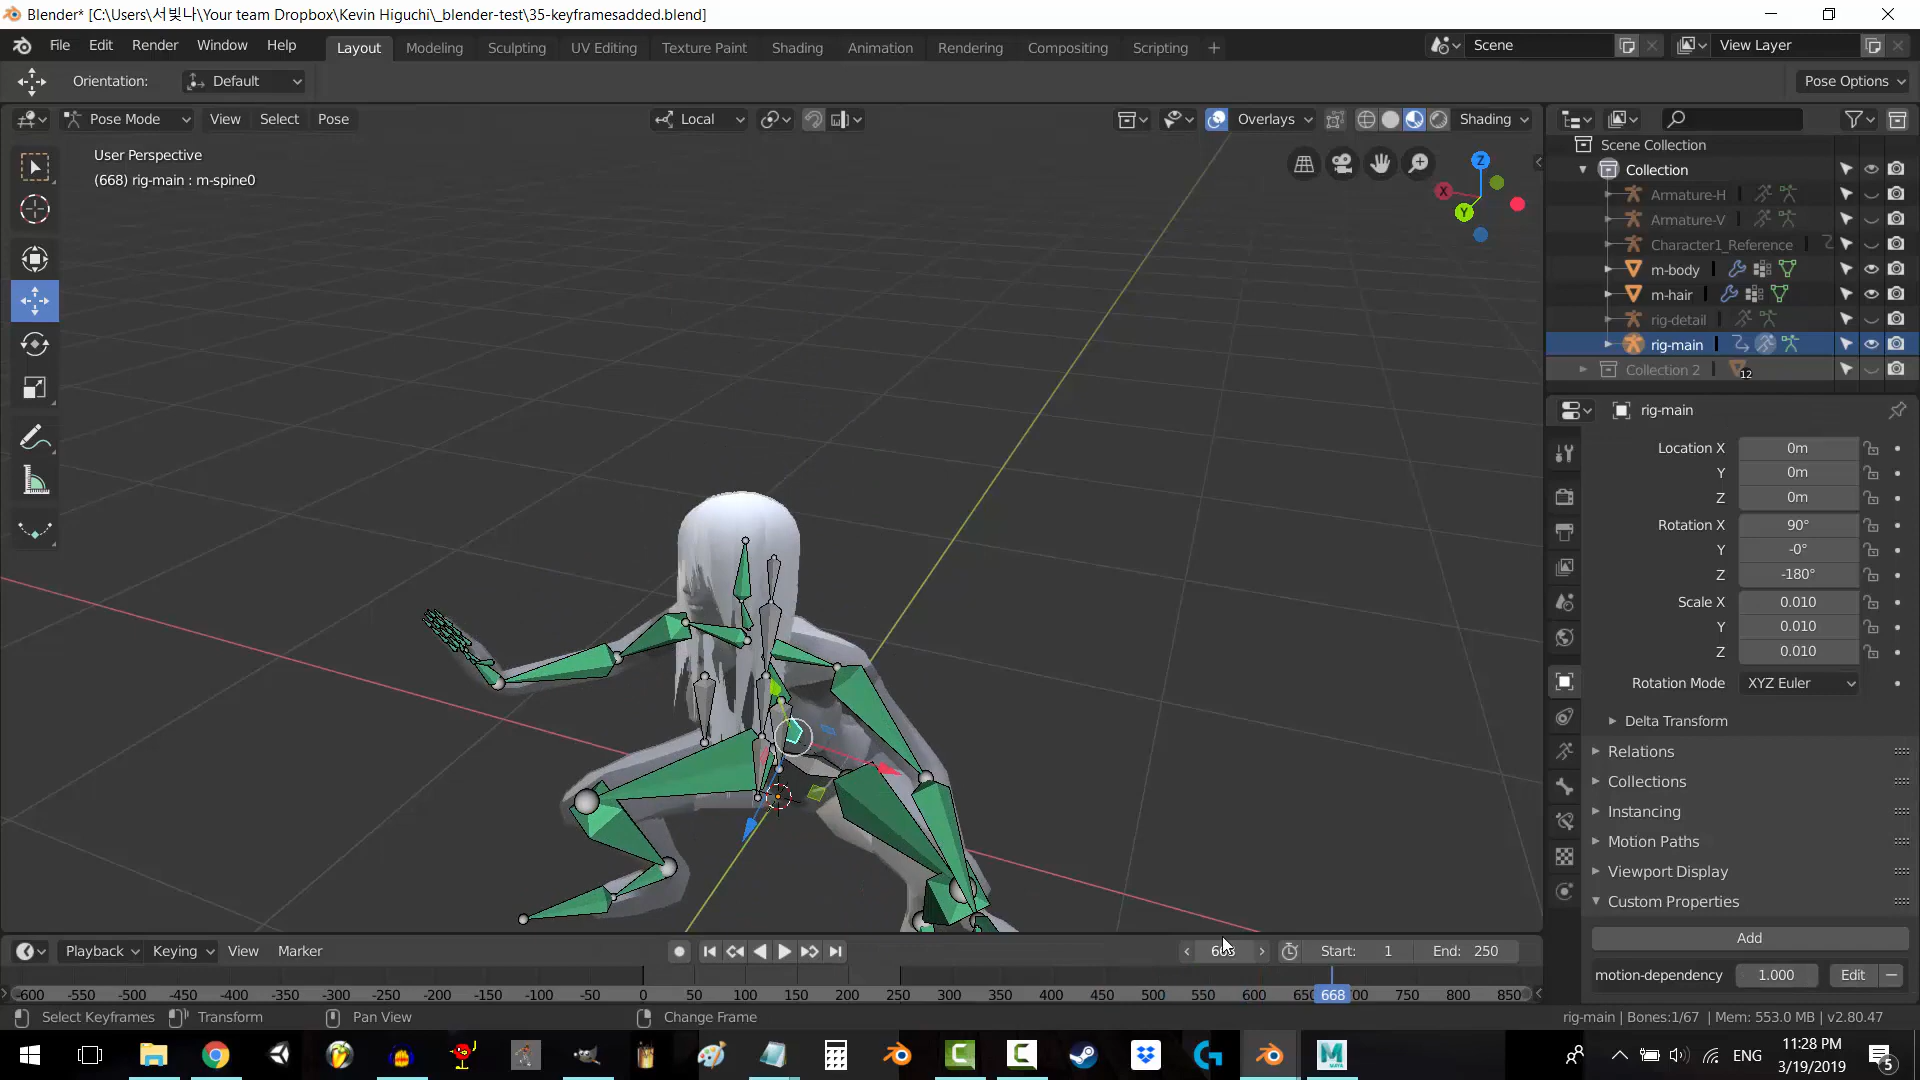 Blender* [C:\Users\서빛나\Your team Dropbox\Kevin Higuchi\_blender-test\35-keyframesadded.blend]
File Edit Render Window Help Layout Modeling Sculpting UV Editing Texture Paint Shading Animation Rendering Compositing Scripting + Scene View Layer
Orientation: Default Pose Options
Pose Mode View Select Pose Local Overlays Shading
User Perspective
(668) rig-main : m-spine0
Z
X
Y
Scene Collection
Collection
Armature-H
Armature-V
Character1_Reference
m-body
m-hair
rig-detail
rig-main
Collection 2 12
rig-main
Location X 0m
Y 0m
Z 0m
Rotation X 90°
Y -0°
Z -180°
Scale X 0.010
Y 0.010
Z 0.010
Rotation Mode XYZ Euler
Delta Transform
Relations
Collections
Instancing
Motion Paths
Viewport Display
Custom Properties
Add
motion-dependency 1.000 Edit
Playback Keying View Marker Start: 1 End: 250
-600 -550 -500 -450 -400 -350 -300 -250 -200 -150 -100 -50 0 50 100 150 200 250 300 350 400 450 500 550 600 668 750 800 850
Select Keyframes Transform Pan View Change Frame rig-main | Bones:1/67 | Mem: 553.0 MB | v2.80.47
ENG 11:28 PM
3/19/2019 5